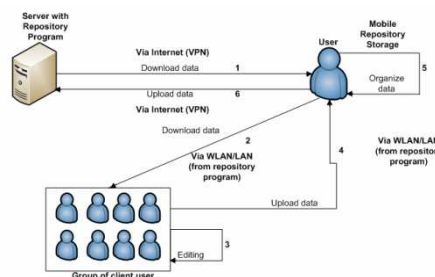 Server with
Repository
Program
Via Internet (VPN)
Download data 1
Upload data 6
Via Internet (VPN)
User
Mobile
Repository
Storage
5
Organize
data
Download data
2
Via WLAN/LAN
(from repository
program)
4
Via WLAN/LAN
(from repository
program)
Upload data
3
Editing
Group of client user